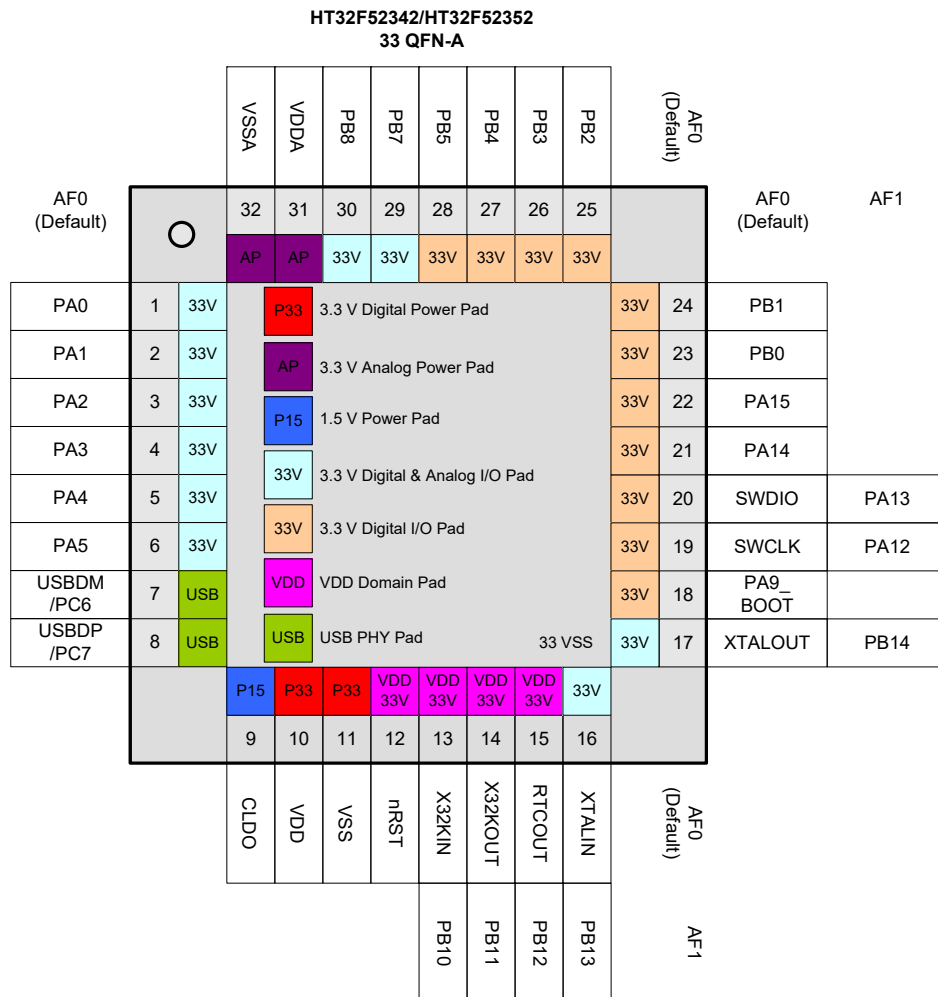 HT32F52342/HT32F52352
33 QFN-A
VSSA
VDDA
PB8
PB7
PB5
PB4
PB3
PB2
AF0
(Default)
AF0
(Default)
32 31 30 29 28 27 26 25
AF0
(Default)
AF1
AP AP 33V 33V 33V 33V 33V 33V
PA0 1 33V P33 3.3 V Digital Power Pad 33V 24 PB1
PA1 2 33V AP 3.3 V Analog Power Pad 33V 23 PB0
PA2 3 33V P15 1.5 V Power Pad 33V 22 PA15
PA3 4 33V 33V 3.3 V Digital & Analog I/O Pad 33V 21 PA14
PA4 5 33V 33V 3.3 V Digital I/O Pad 33V 20 SWDIO PA13
PA5 6 33V VDD VDD Domain Pad 33V 19 SWCLK PA12
USBDM
/PC6
7 USB USB USB PHY Pad 33V 18 PA9_
BOOT
USBDP
/PC7
8 USB 33 VSS 33V 17 XTALOUT PB14
P15 P33 P33 VDD
33V
VDD
33V
VDD
33V
VDD
33V
33V
9 10 11 12 13 14 15 16
CLDO
VDD
VSS
nRST
X32KIN
X32KOUT
RTCOUT
XTALIN
AF0
(Default)
PB10
PB11
PB12
PB13
AF1